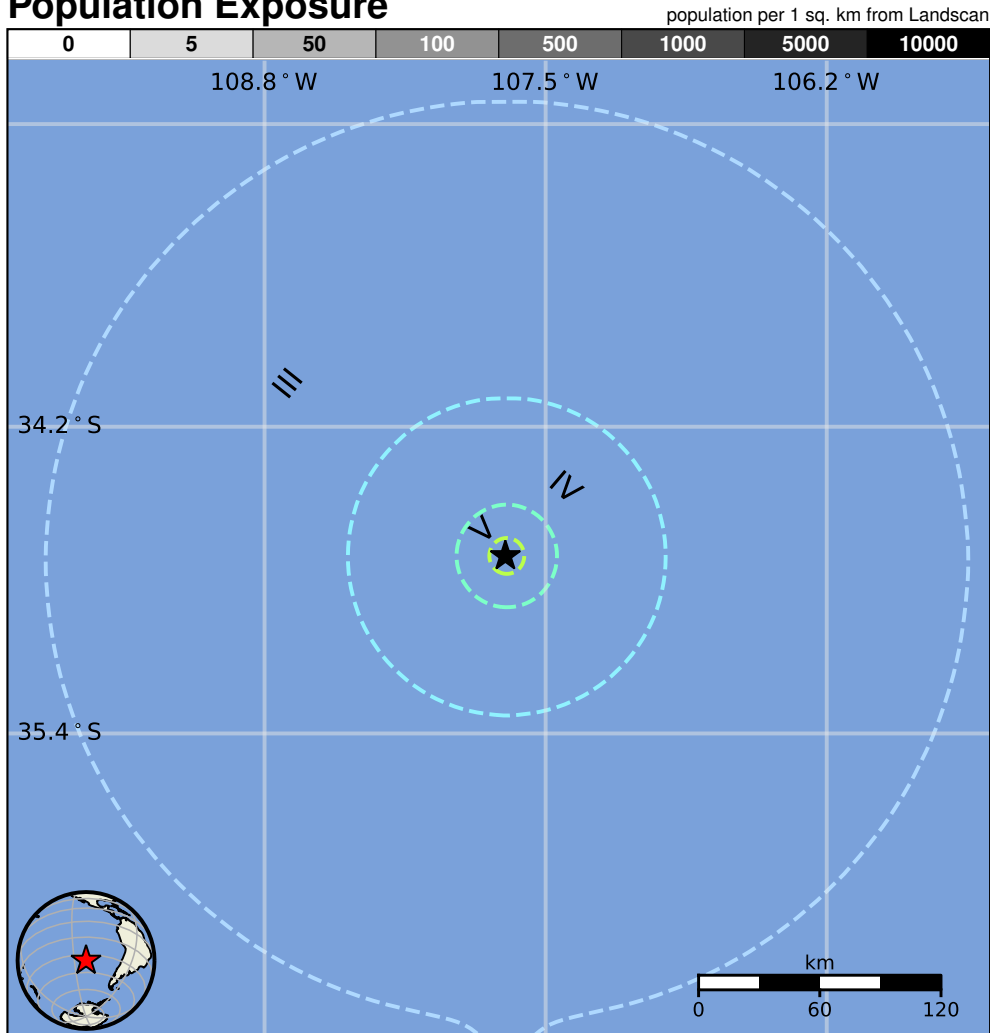 Population Exposure
population per 1 sq. km from Landscan
0 5 50 100 500 1000 5000 10000
108.8°W 107.5°W 106.2°W
III
34.2°S
IV
V
35.4°S
km
0 60 120